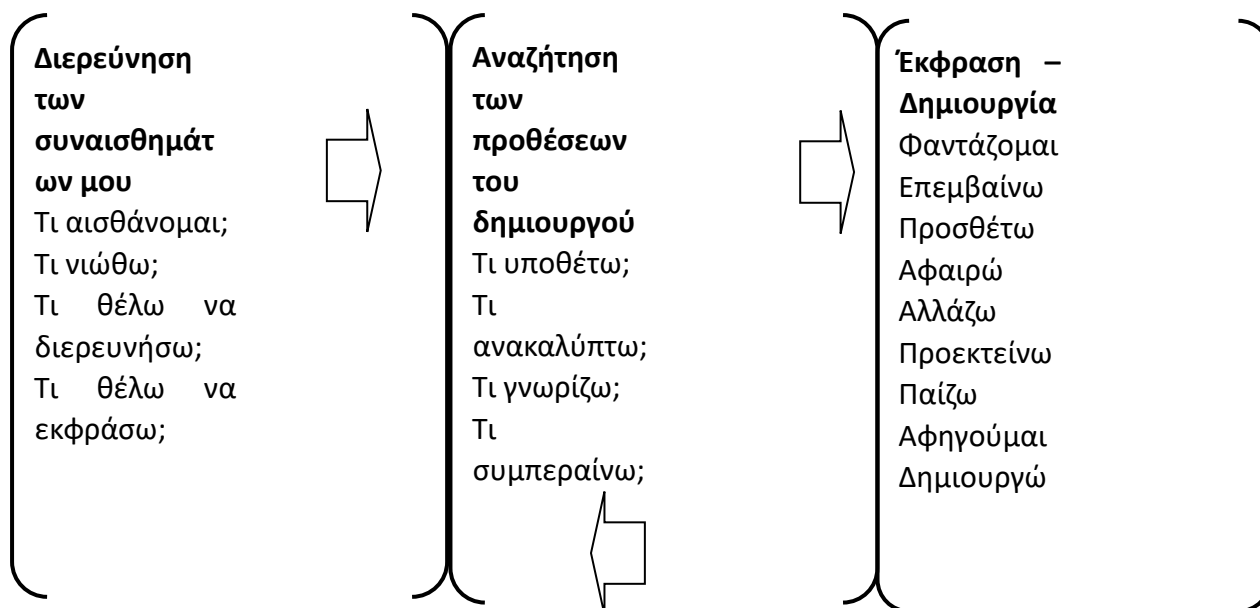 Διερεύνηση
των
συναισθημάτ
ων μου
Τι αισθάνομαι;
Τι νιώθω;
Τι θέλω να
διερευνήσω;
Τι θέλω να
εκφράσω;
Αναζήτηση
των
προθέσεων
του
δημιουργού
Τι υποθέτω;
Τι
ανακαλύπτω;
Τι γνωρίζω;
Τι
συμπεραίνω;
Έκφραση –
Δημιουργία
Φαντάζομαι
Επεμβαίνω
Προσθέτω
Αφαιρώ
Αλλάζω
Προεκτείνω
Παίζω
Αφηγούμαι
Δημιουργώ